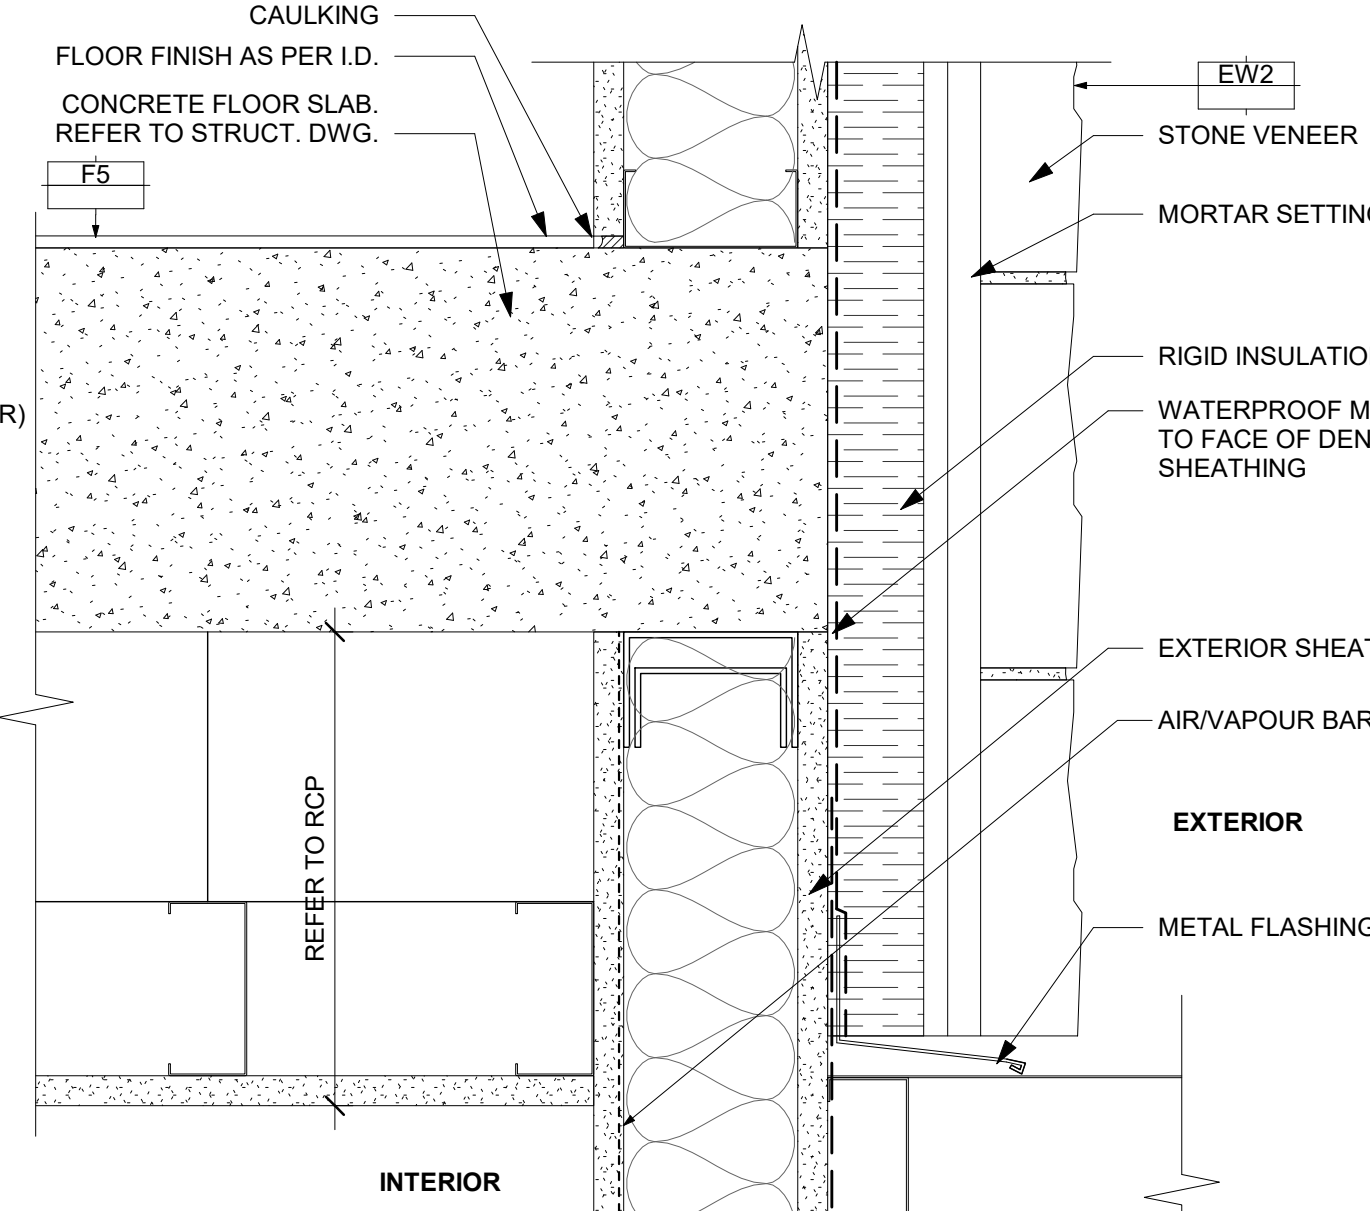 CAULKING
FLOOR FINISH AS PER I.D.
CONCRETE FLOOR SLAB.
REFER TO STRUCT. DWG.
F5
R)
REFER TO RCP
INTERIOR
EW2
STONE VENEER
MORTAR SETTING
RIGID INSULATIO
WATERPROOF M
TO FACE OF DEN
SHEATHING
EXTERIOR SHEAT
AIR/VAPOUR BAR
EXTERIOR
METAL FLASHING